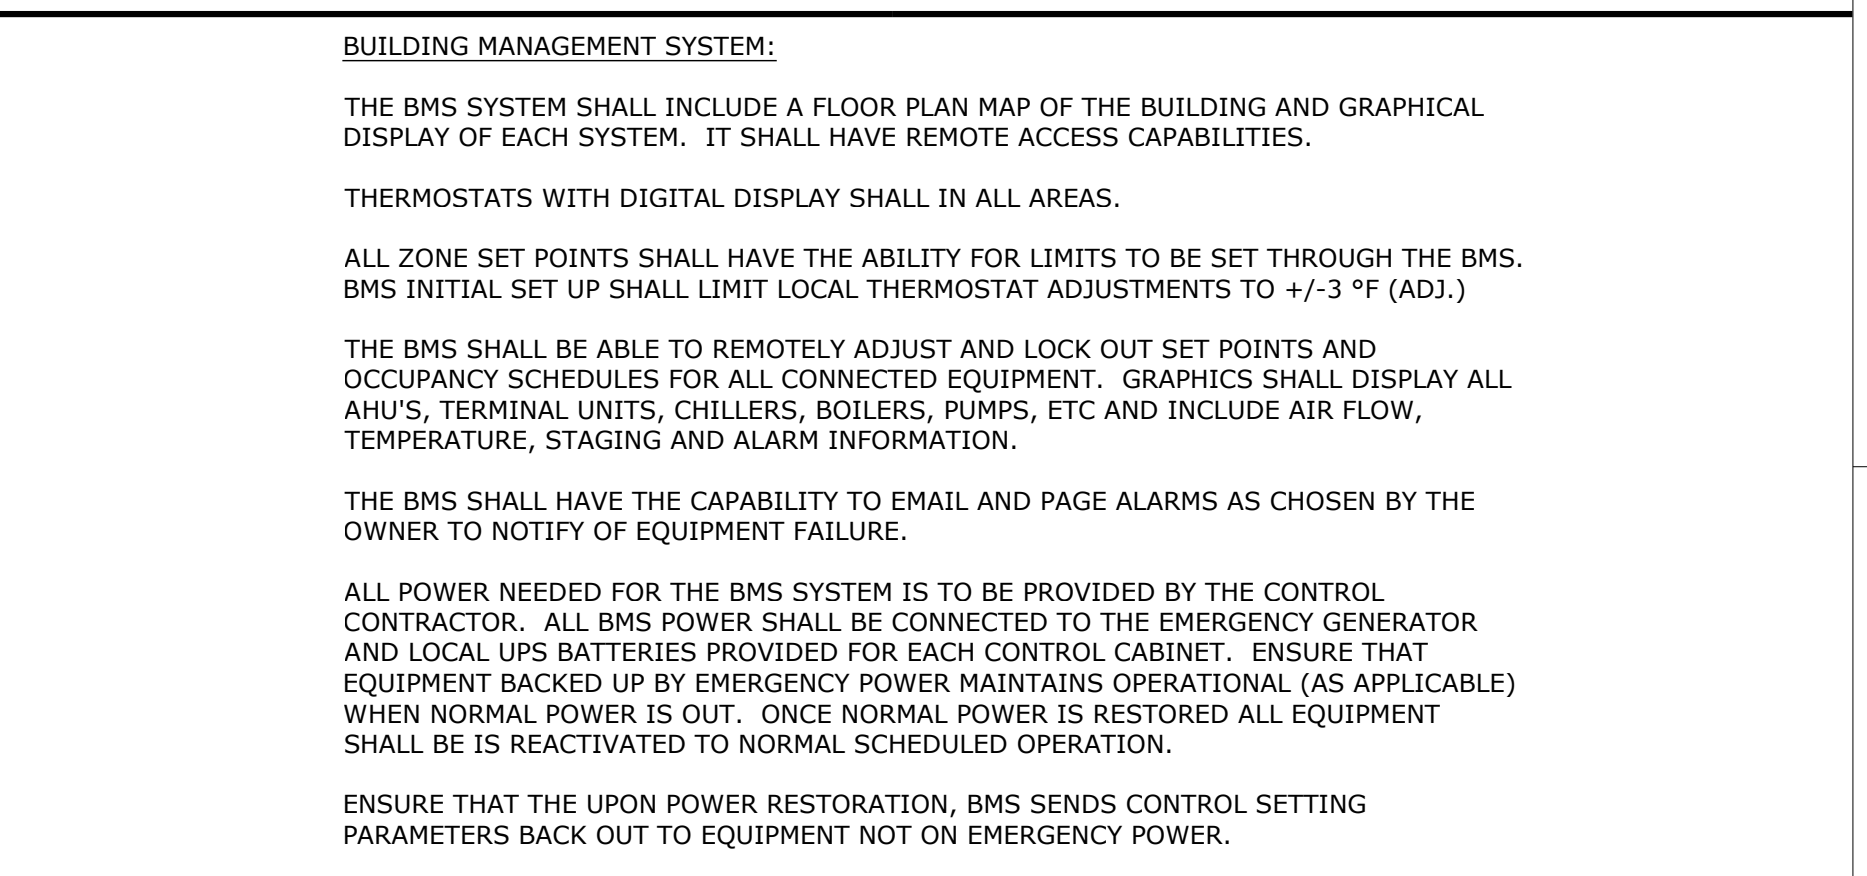 BUILDING MANAGEMENT SYSTEM:
THE BMS SYSTEM SHALL INCLUDE A FLOOR PLAN MAP OF THE BUILDING AND GRAPHICAL
DISPLAY OF EACH SYSTEM.  IT SHALL HAVE REMOTE ACCESS CAPABILITIES.
THERMOSTATS WITH DIGITAL DISPLAY SHALL IN ALL AREAS.
ALL ZONE SET POINTS SHALL HAVE THE ABILITY FOR LIMITS TO BE SET THROUGH THE BMS.
BMS INITIAL SET UP SHALL LIMIT LOCAL THERMOSTAT ADJUSTMENTS TO +/-3 °F (ADJ.)
THE BMS SHALL BE ABLE TO REMOTELY ADJUST AND LOCK OUT SET POINTS AND
OCCUPANCY SCHEDULES FOR ALL CONNECTED EQUIPMENT.  GRAPHICS SHALL DISPLAY ALL
AHU'S, TERMINAL UNITS, CHILLERS, BOILERS, PUMPS, ETC AND INCLUDE AIR FLOW,
TEMPERATURE, STAGING AND ALARM INFORMATION.
THE BMS SHALL HAVE THE CAPABILITY TO EMAIL AND PAGE ALARMS AS CHOSEN BY THE
OWNER TO NOTIFY OF EQUIPMENT FAILURE.
ALL POWER NEEDED FOR THE BMS SYSTEM IS TO BE PROVIDED BY THE CONTROL
CONTRACTOR.  ALL BMS POWER SHALL BE CONNECTED TO THE EMERGENCY GENERATOR
AND LOCAL UPS BATTERIES PROVIDED FOR EACH CONTROL CABINET.  ENSURE THAT
EQUIPMENT BACKED UP BY EMERGENCY POWER MAINTAINS OPERATIONAL (AS APPLICABLE)
WHEN NORMAL POWER IS OUT.  ONCE NORMAL POWER IS RESTORED ALL EQUIPMENT
SHALL BE IS REACTIVATED TO NORMAL SCHEDULED OPERATION.
ENSURE THAT THE UPON POWER RESTORATION, BMS SENDS CONTROL SETTING
PARAMETERS BACK OUT TO EQUIPMENT NOT ON EMERGENCY POWER.